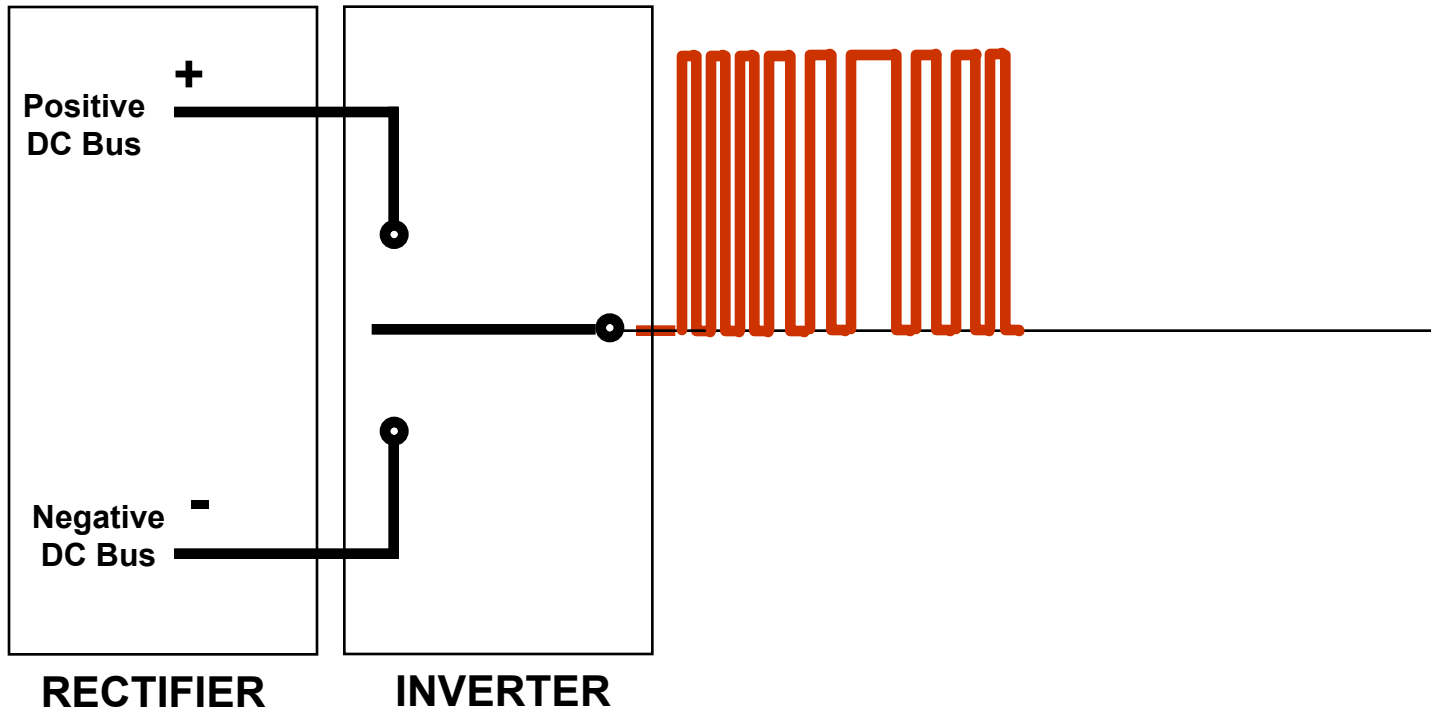 +
Positive
DC Bus
-
Negative
DC Bus
RECTIFIER
INVERTER